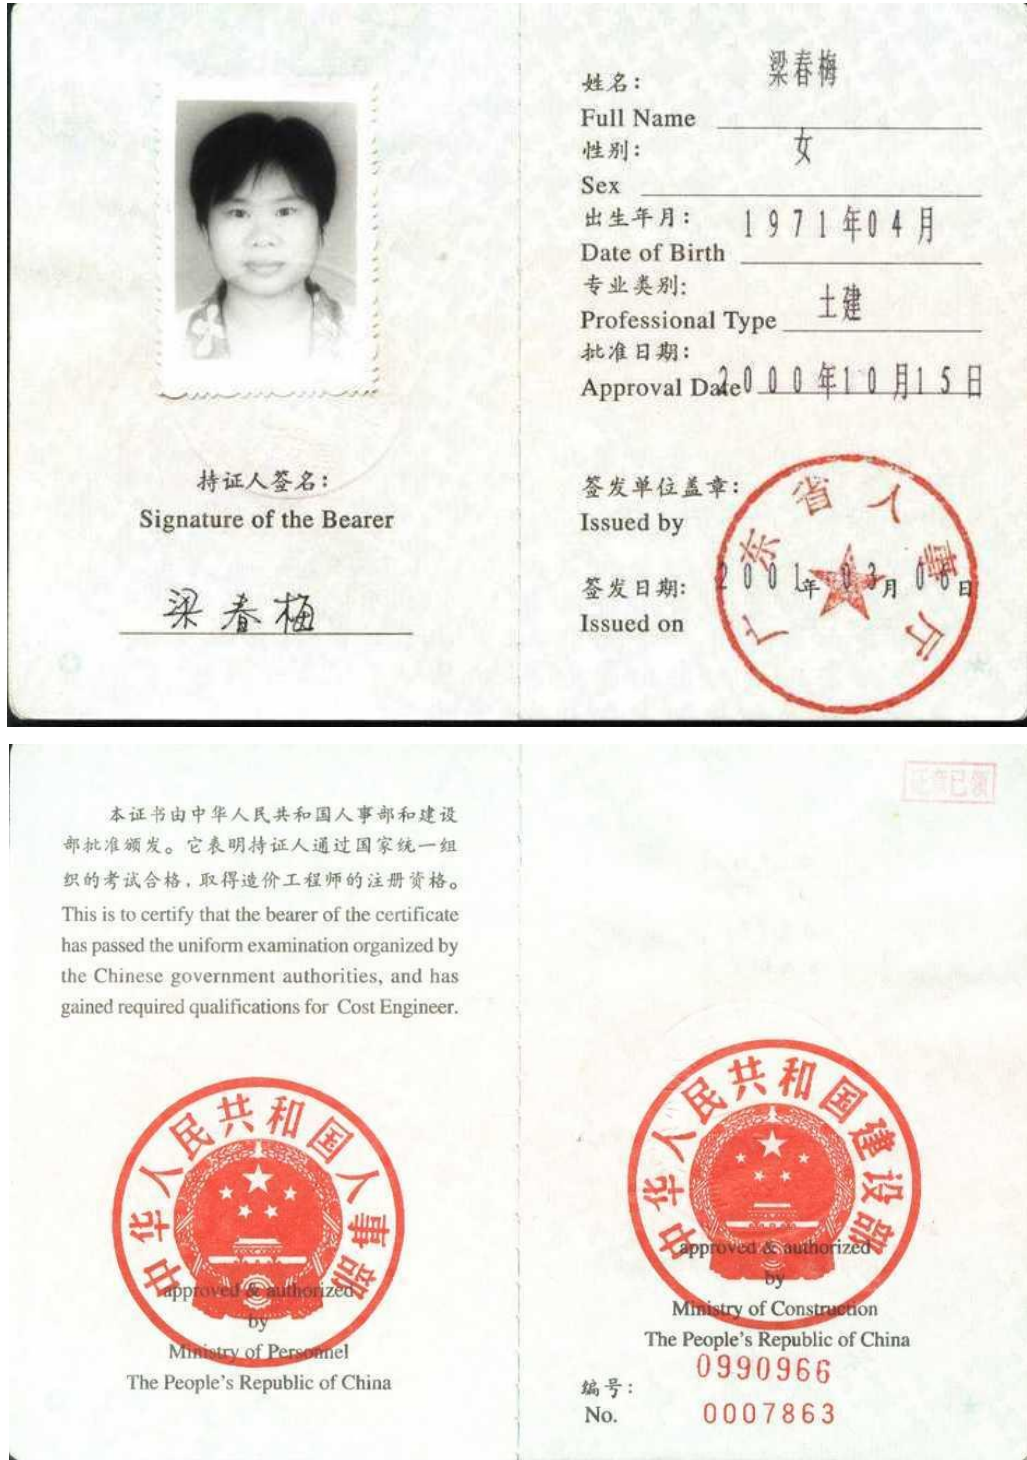 持证人签名：
Signature of the Bearer
梁春梅
姓名：
梁春梅
Full Name
性别：
女
Sex
出生年月：
1971年04月
Date of Birth
专业类别:
土建
Professional Type
批准日期：
Approval Date 2000年10月15日
签发单位盖章：
Issued by
广东省人事厅
签发日期: 2001年03月06日
Issued on
本证书由中华人民共和国人事部和建设
部批准颁发。它表明持证人通过国家统一组
织的考试合格，取得造价工程师的注册资格。
This is to certify that the bearer of the certificate
has passed the uniform examination organized by
the Chinese government authorities, and has
gained required qualifications for Cost Engineer.
中华人民共和国人事部
approved & authorized
by
Ministry of Personnel
The People's Republic of China
证章已领
中华人民共和国建设部
approved & authorized
by
Ministry of Construction
The People's Republic of China
0990966
编号：
No. 0007863